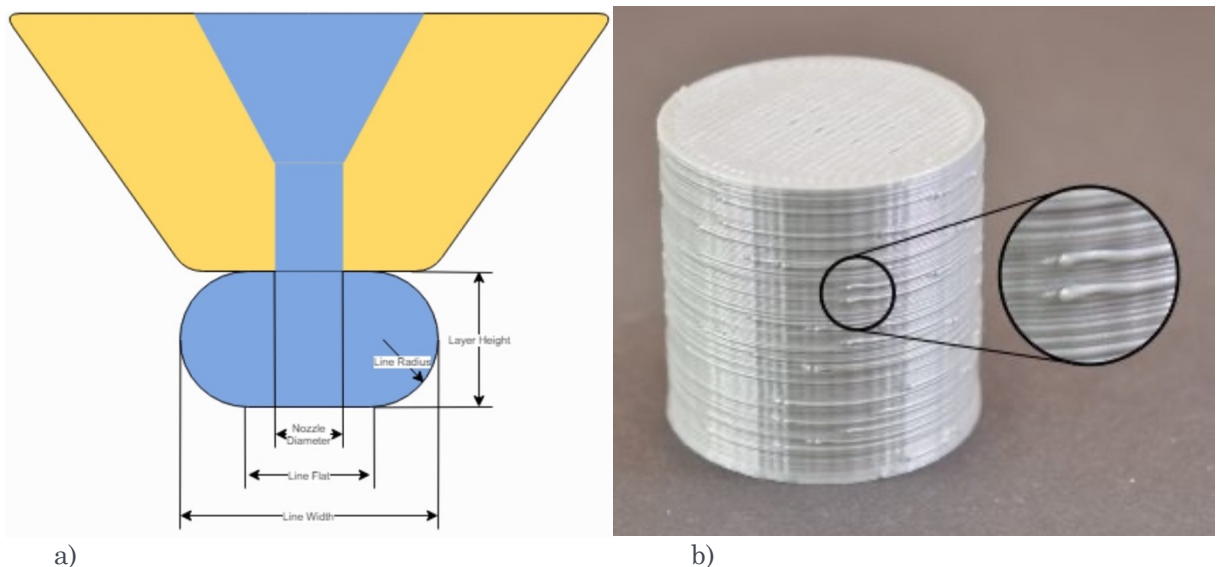 Layer Height
Line Radius
Nozzle
Diameter
Line Flat
Line Width
a)
b)